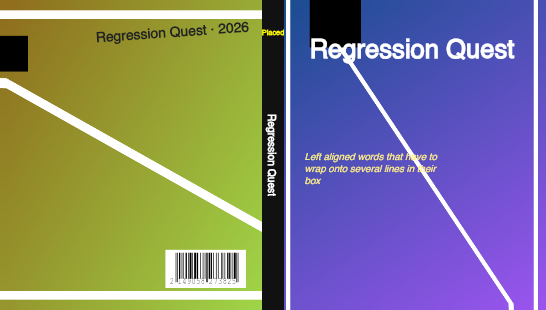 Regression Quest · 2026
Placed
Regression Quest
Regression Quest
Left aligned words that have to
wrap onto several lines in their
box